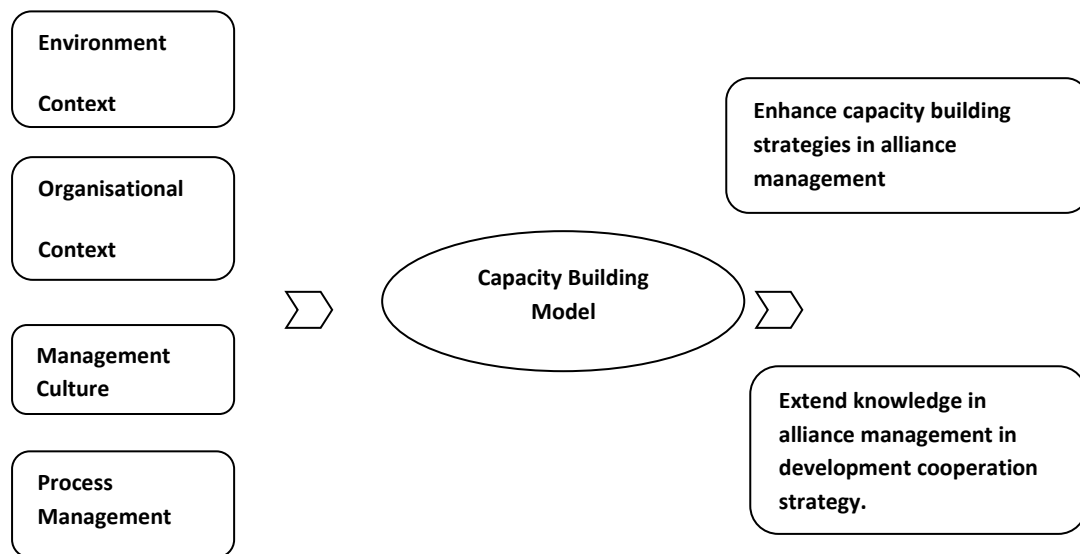 Environment
Context
Organisational
Context
Management
Culture
Process
Management
Capacity Building
Model
Enhance capacity building
strategies in alliance
management
Extend knowledge in
alliance management in
development cooperation
strategy.